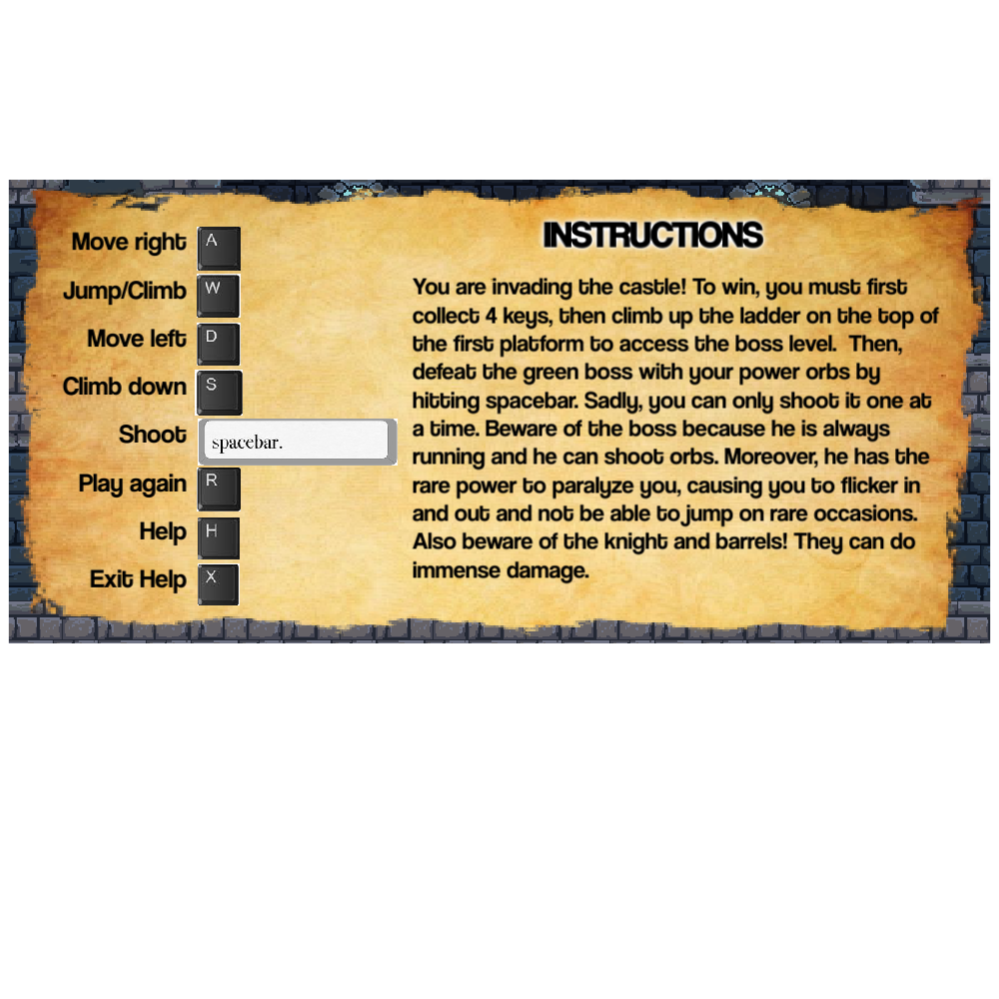 Move right A
Jump/Climb W
Move left D
Climb down S
Shoot spacebar.
Play again R
Help H
Exit Help X
INSTRUCTIONS
You are invading the castle! To win, you must first
collect 4 keys, then climb up the ladder on the top of
the first platform to access the boss level. Then,
defeat the green boss with your power orbs by
hitting spacebar. Sadly, you can only shoot it one at
a time. Beware of the boss because he is always
running and he can shoot orbs. Moreover, he has the
rare power to paralyze you, causing you to flicker in
and out and not be able to jump on rare occasions.
Also beware of the knight and barrels! They can do
immense damage.